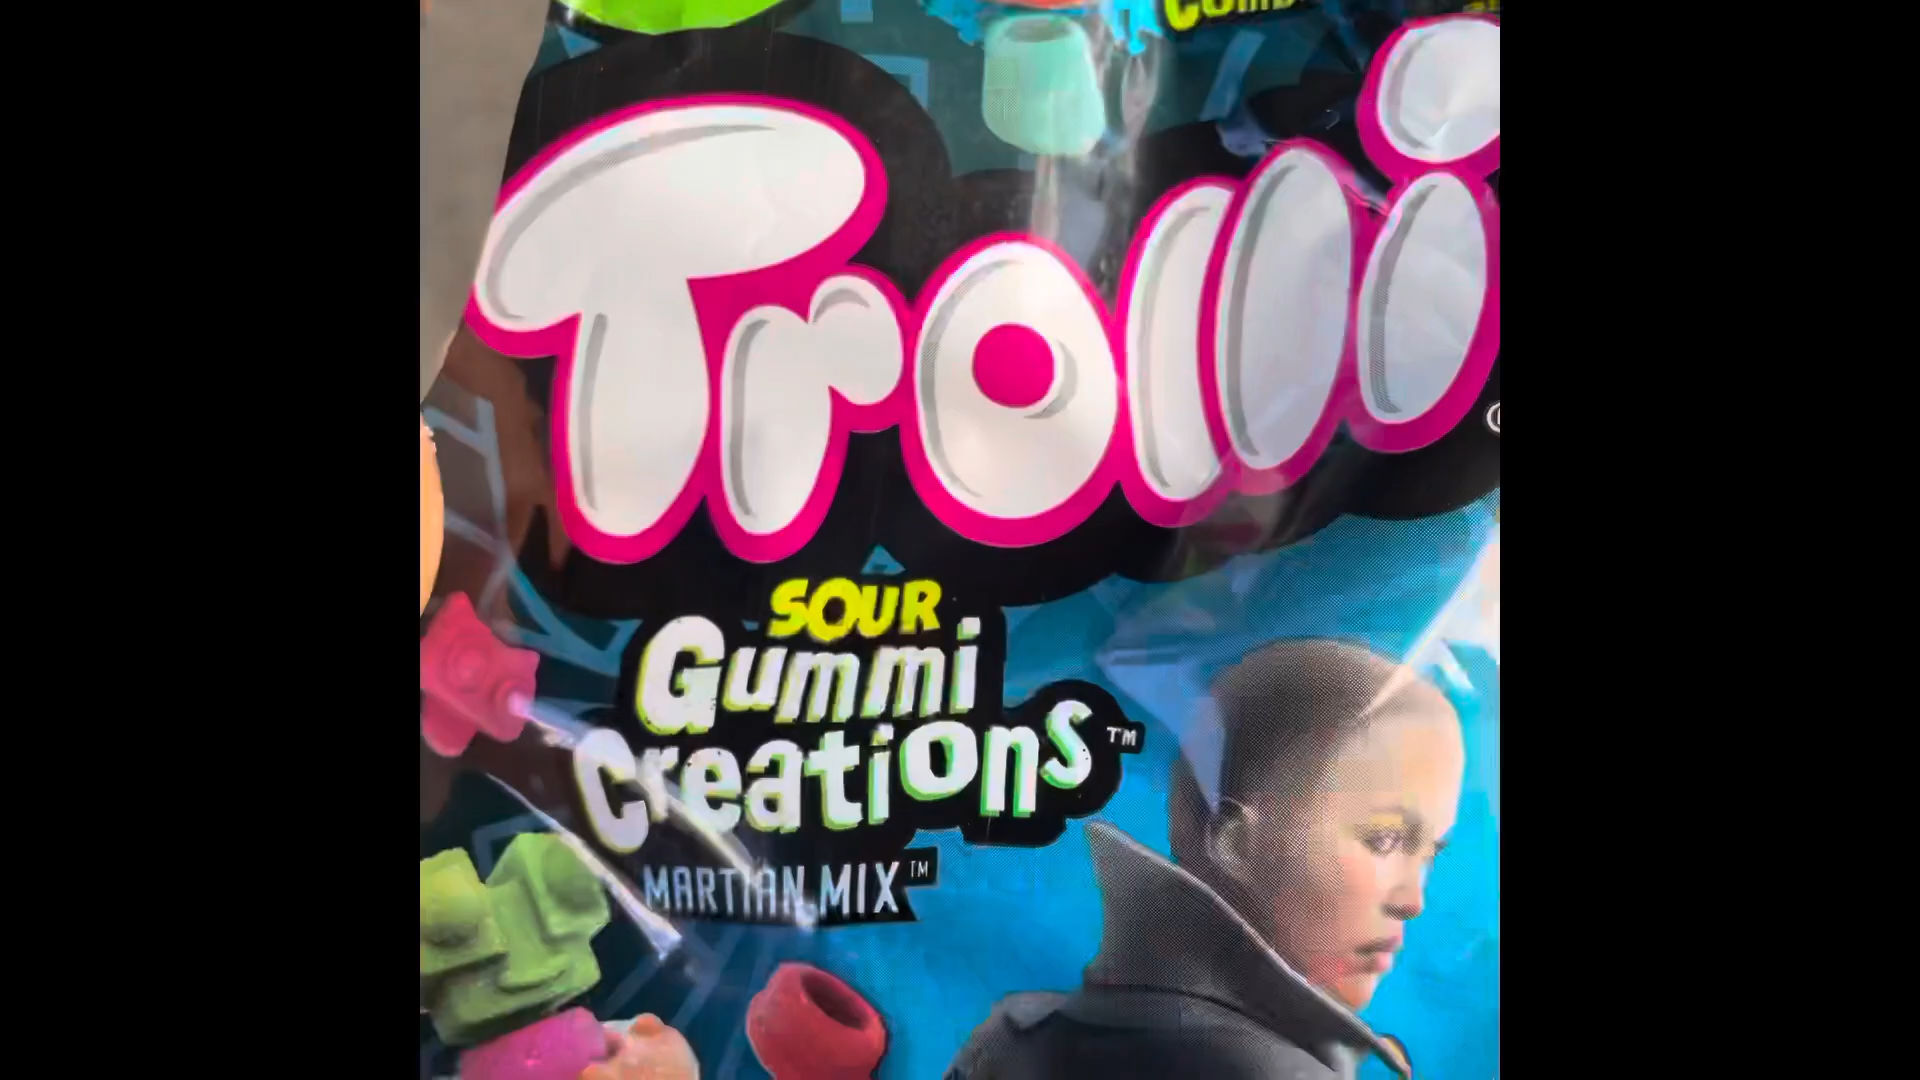 Trolli
SOUR
Gummi
Creations™
MARTIAN MIX™